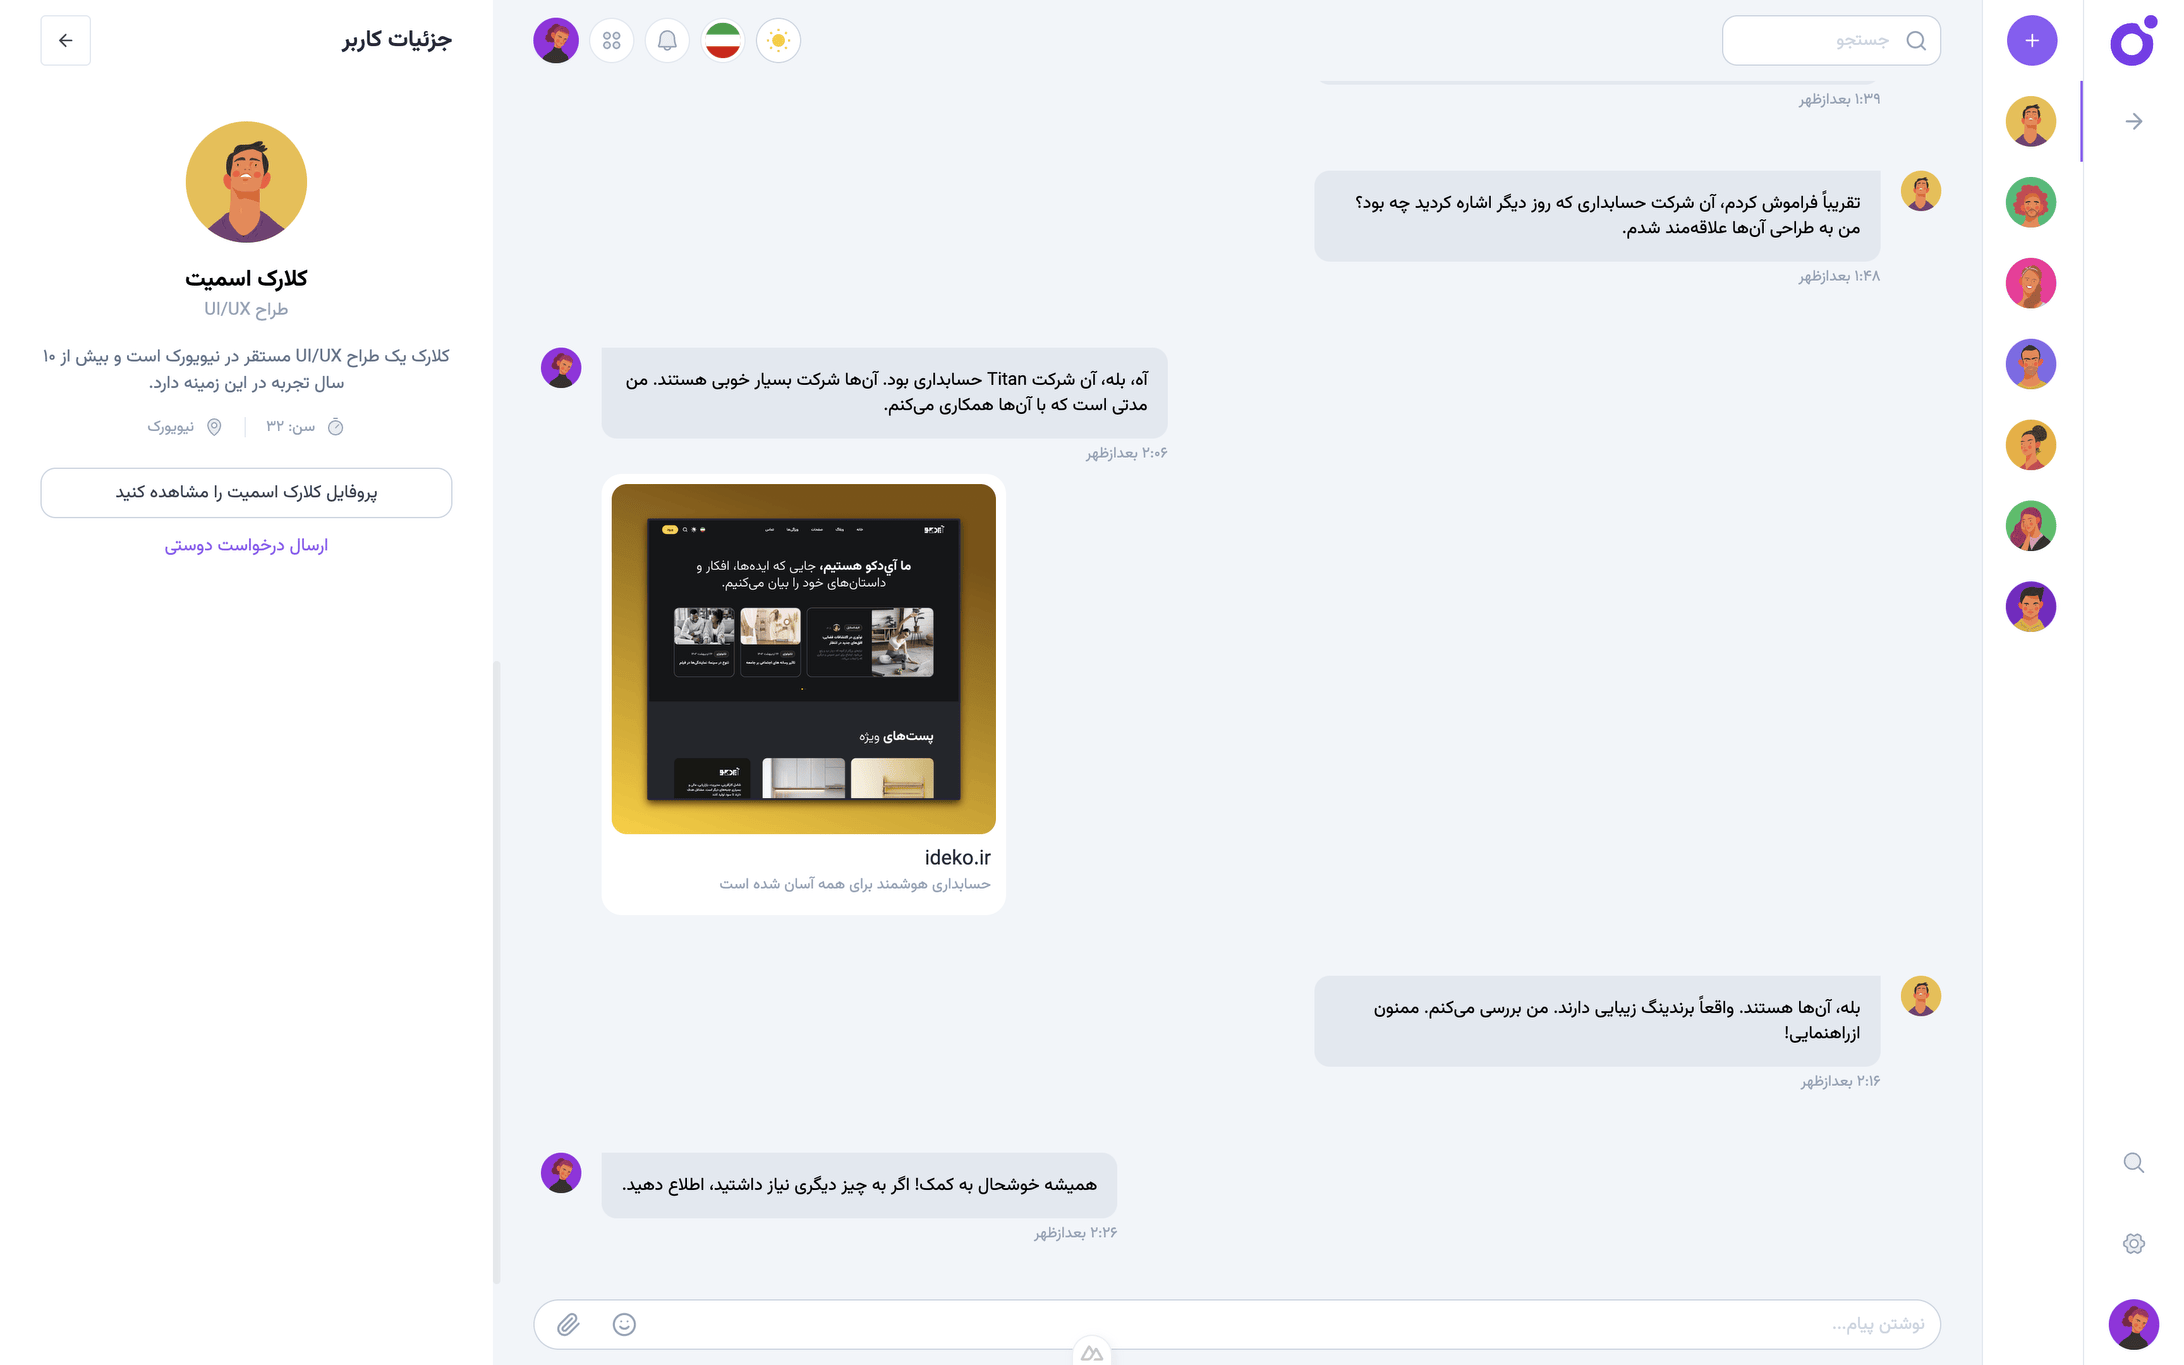 جستجو
۱:۳۹ بعدازظهر
تقریباً فراموش کردم، آن شرکت حسابداری که روز دیگر اشاره کردید چه بود؟
من به طراحی آن‌ها علاقه‌مند شدم.
۱:۴۸ بعدازظهر
آه، بله، آن شرکت Titan حسابداری بود. آن‌ها شرکت بسیار خوبی هستند. من
مدتی است که با آن‌ها همکاری می‌کنم.
۲:۰۶ بعدازظهر
ما آی‌دکو هستیم، جایی که ایده‌ها، افکار و
داستان‌های خود را بیان می‌کنیم.
پست‌های ویژه
ideko.ir
حسابداری هوشمند برای همه آسان شده است
بله، آن‌ها هستند. واقعاً برندینگ زیبایی دارند. من بررسی می‌کنم. ممنون
ازراهنمایی!
۲:۱۶ بعدازظهر
همیشه خوشحال به کمک! اگر به چیز دیگری نیاز داشتید، اطلاع دهید.
۲:۲۶ بعدازظهر
نوشتن پیام...
جزئیات کاربر
کلارک اسمیت
طراح UI/UX
کلارک یک طراح UI/UX مستقر در نیویورک است و بیش از ۱۰
سال تجربه در این زمینه دارد.
سن: ۳۲
نیویورک
پروفایل کلارک اسمیت را مشاهده کنید
ارسال درخواست دوستی